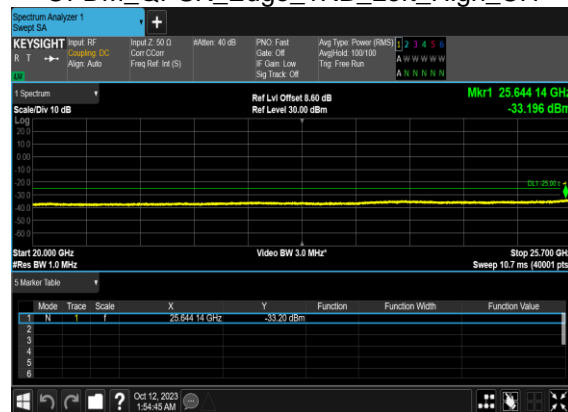 Spectrum Analyzer 1
Swept SA
+
KEYSIGHT
R T
LW
Input: RF
Coupling: DC
Align: Auto
Input Z: 50 Ω
Corr CCorr
Freq Ref: Int (S)
#Atten: 40 dB
PNO: Fast
Gate: Off
IF Gain: Low
Sig Track: Off
Avg Type: Power (RMS)
Avg|Hold: 100/100
Trig: Free Run
1 2 3 4 5 6
A W W W W W
A N N N N N
1 Spectrum
Scale/Div 10 dB
Ref Lvl Offset 8.60 dB
Ref Level 30.00 dBm
Mkr1 25.644 14 GHz
-33.196 dBm
Log
20.0
10.0
0.00
-10.0
-20.0
-30.0
-40.0
-50.0
-60.0
DL1 -25.00
Start 20.000 GHz
#Res BW 1.0 MHz
Video BW 3.0 MHz*
Stop 25.700 GHz
Sweep 10.7 ms (40001 pts
5 Marker Table
Mode Trace Scale X Y Function Function Width Function Value
1 N 1 f 25.644 14 GHz -33.20 dBm
2
3
4
5
6
?
Oct 12, 2023
1:54:45 AM